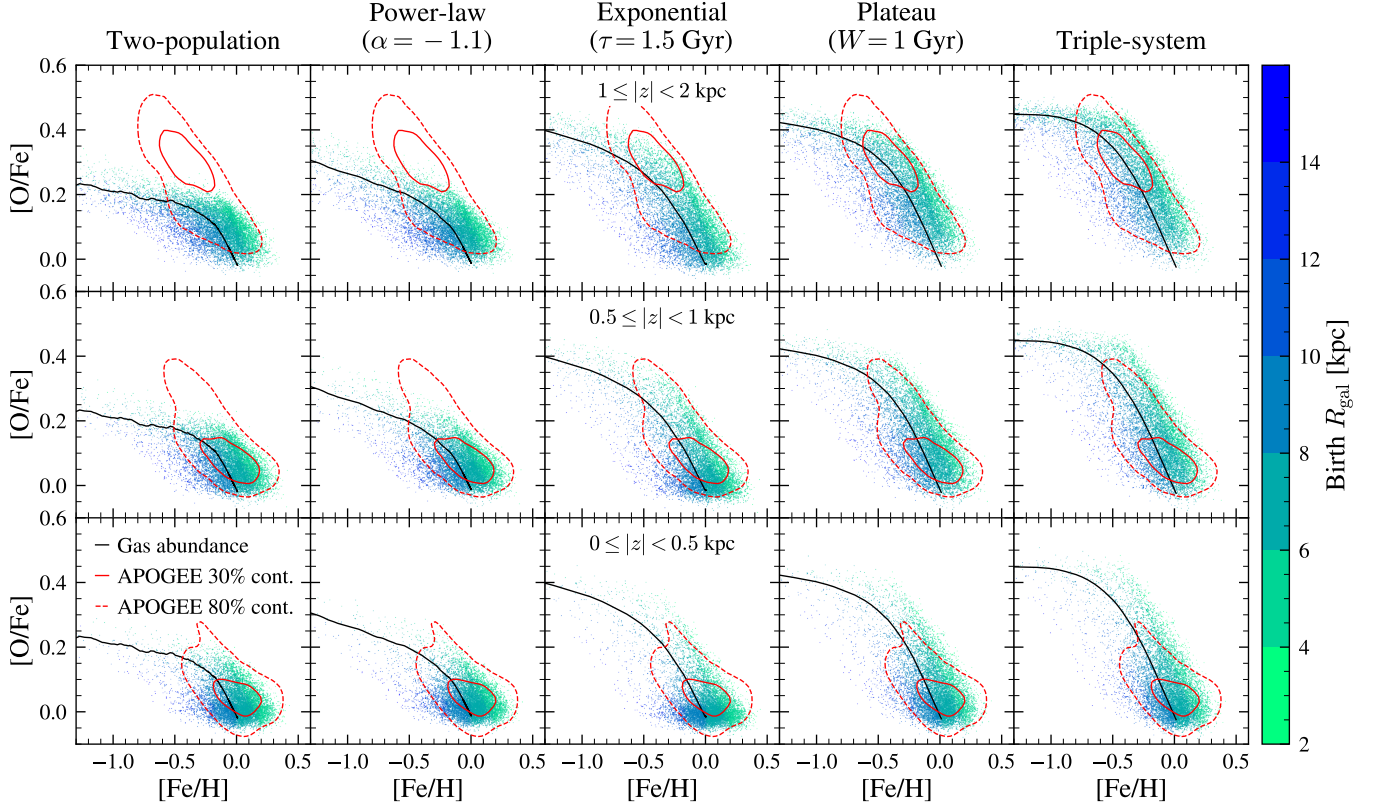 Two-population
Power-law
(α = −1.1)
Exponential
(τ = 1.5 Gyr)
Plateau
(W = 1 Gyr)
Triple-system
0.6
0.4
0.2
0.0
[O/Fe]
1 ≤ |z| < 2 kpc
0.6
0.4
0.2
0.0
[O/Fe]
0.5 ≤ |z| < 1 kpc
0.6
0.4
0.2
0.0
[O/Fe]
Gas abundance
APOGEE 30% cont.
APOGEE 80% cont.
0 ≤ |z| < 0.5 kpc
−1.0 −0.5 0.0 0.5
−1.0 −0.5 0.0 0.5
−1.0 −0.5 0.0 0.5
−1.0 −0.5 0.0 0.5
−1.0 −0.5 0.0 0.5
[Fe/H]
[Fe/H]
[Fe/H]
[Fe/H]
[Fe/H]
14
12
10
8
6
4
2
Birth R_gal [kpc]